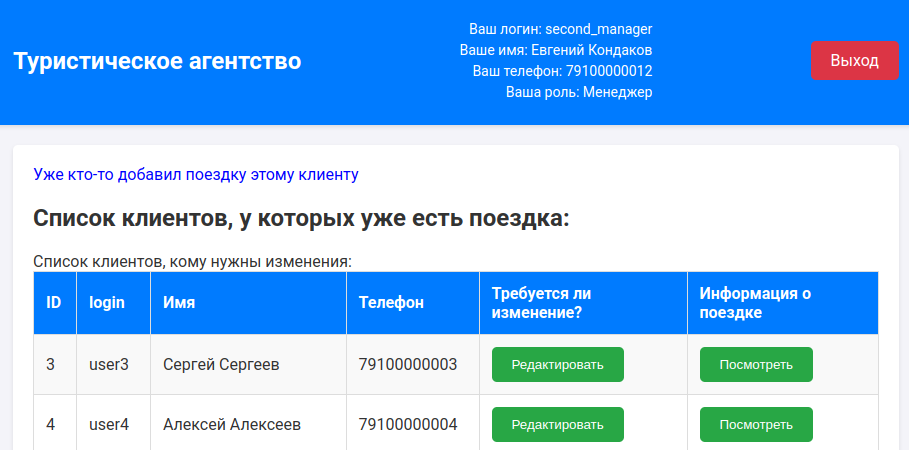 Туристическое агентство
Ваш логин: second_manager
Ваше имя: Евгений Кондаков
Ваш телефон: 79100000012
Ваша роль: Менеджер
Выход
Уже кто-то добавил поездку этому клиенту
Список клиентов, у которых уже есть поездка:
Список клиентов, кому нужны изменения:
ID login Имя Телефон Требуется ли изменение? Информация о поездке
3 user3 Сергей Сергеев 79100000003 Редактировать Посмотреть
4 user4 Алексей Алексеев 79100000004 Редактировать Посмотреть